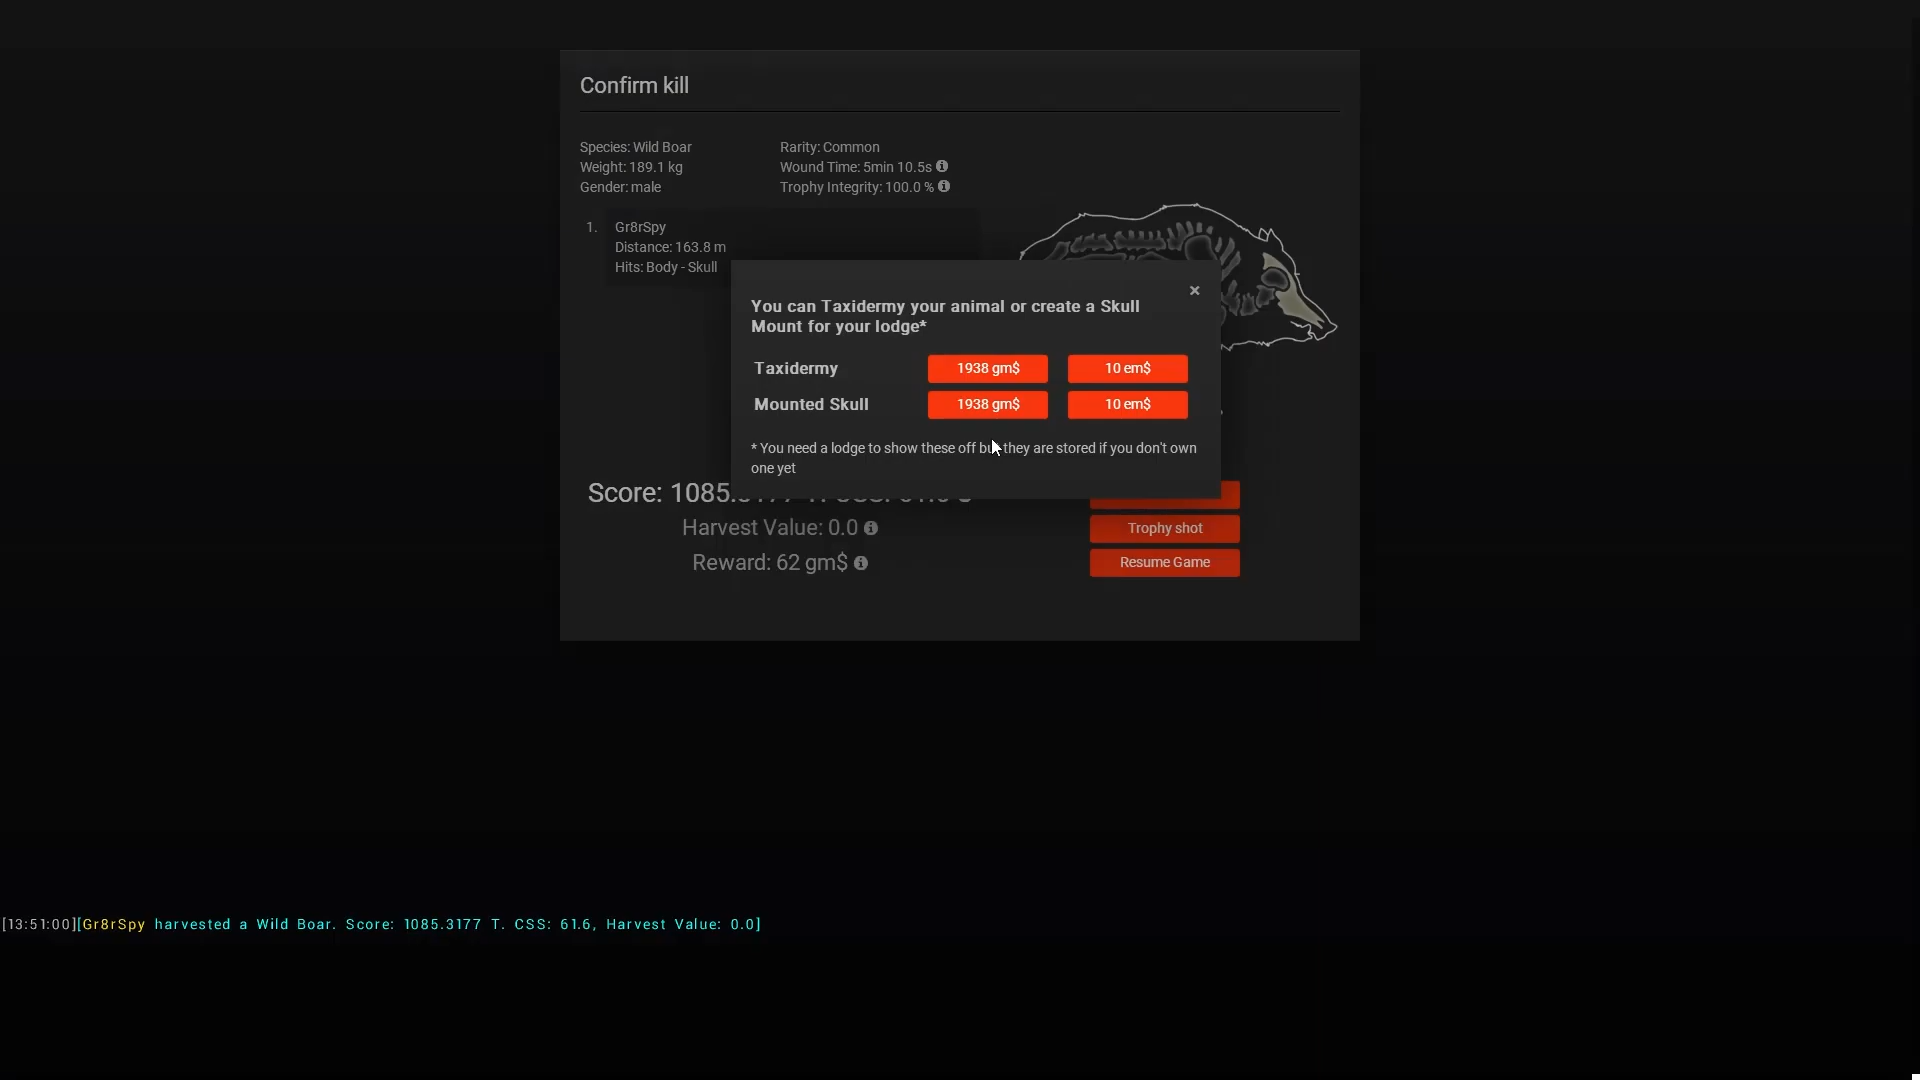 Confirm kill
Species: Wild Boar
Weight: 189.1 kg
Gender: male
Rarity: Common
Wound Time: 5min 10.5s
Trophy Integrity: 100.0 %
1.
Gr8rSpy
Distance: 163.8 m
Hits: Body - Skull
×
You can Taxidermy your animal or create a Skull
Mount for your lodge*
Taxidermy 1938 gm$ 10 em$
Mounted Skull 1938 gm$ 10 em$
* You need a lodge to show these off but they are stored if you don't own
one yet
Score: 1085.3177 T. CSS: 61.6
Harvest Value: 0.0
Reward: 62 gm$
Trophy shot
Resume Game
[13:51:00][Gr8rSpy harvested a Wild Boar. Score: 1085.3177 T. CSS: 61.6, Harvest Value: 0.0]